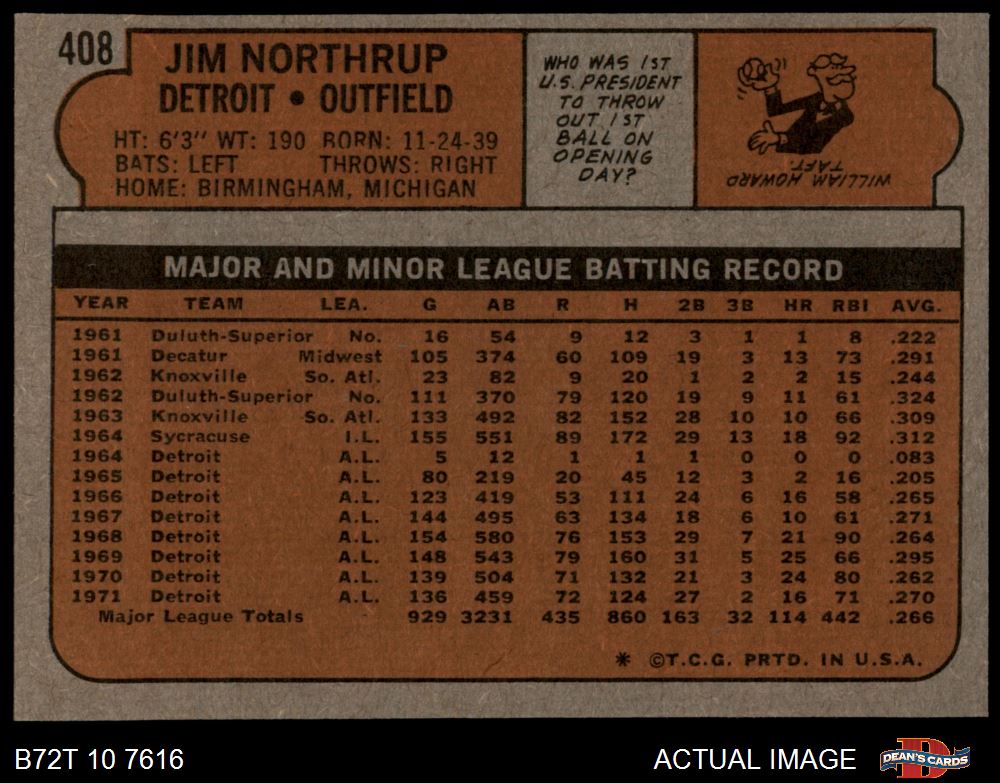 408
JIM NORTHRUP
DETROIT • OUTFIELD
HT: 6'3" WT: 190 BORN: 11-24-39
BATS: LEFT THROWS: RIGHT
HOME: BIRMINGHAM, MICHIGAN
WHO WAS 1ST
U.S. PRESIDENT
TO THROW
OUT 1ST
BALL ON
OPENING
DAY?
WILLIAM HOWARD
TAFT.
MAJOR AND MINOR LEAGUE BATTING RECORD
YEAR TEAM LEA. G AB R H 2B 3B HR RBI AVG.
1961 Duluth-Superior No. 16 54 9 12 3 1 1 8 .222
1961 Decatur Midwest 105 374 60 109 19 3 13 73 .291
1962 Knoxville So. Atl. 23 82 9 20 1 2 2 15 .244
1962 Duluth-Superior No. 111 370 79 120 19 9 11 61 .324
1963 Knoxville So. Atl. 133 492 82 152 28 10 10 66 .309
1964 Sycracuse I.L. 155 551 89 172 29 13 18 92 .312
1964 Detroit A.L. 5 12 1 1 1 0 0 0 .083
1965 Detroit A.L. 80 219 20 45 12 3 2 16 .205
1966 Detroit A.L. 123 419 53 111 24 6 16 58 .265
1967 Detroit A.L. 144 495 63 134 18 6 10 61 .271
1968 Detroit A.L. 154 580 76 153 29 7 21 90 .264
1969 Detroit A.L. 148 543 79 160 31 5 25 66 .295
1970 Detroit A.L. 139 504 71 132 21 3 24 80 .262
1971 Detroit A.L. 136 459 72 124 27 2 16 71 .270
Major League Totals 929 3231 435 860 163 32 114 442 .266
* ©T.C.G. PRTD. IN U.S.A.
B72T 10 7616
ACTUAL IMAGE
D
DEAN'S CARDS